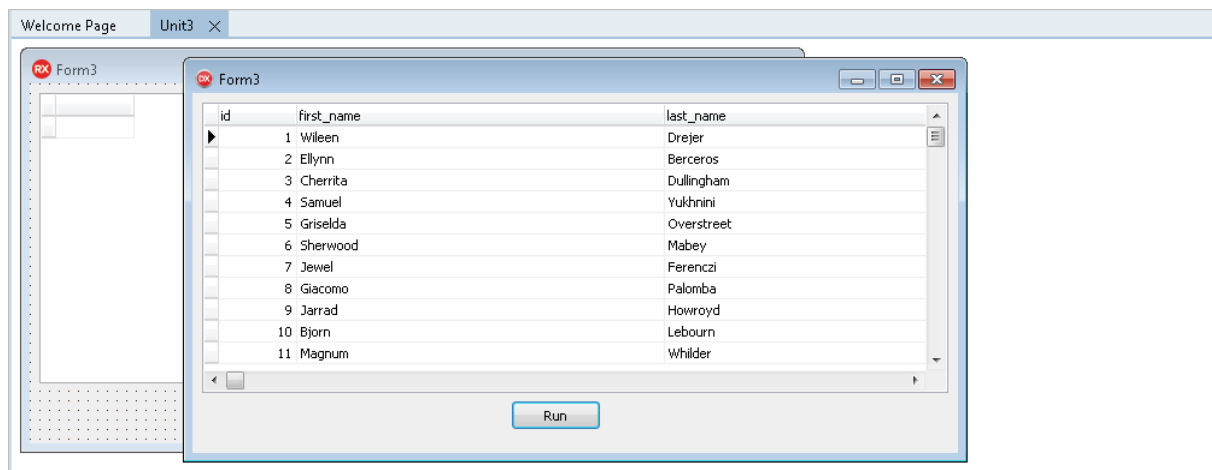 Welcome Page Unit3
RX Form3
DX Form3
id first_name last_name
1 Wileen Drejer
2 Ellynn Berceros
3 Cherrita Dullingham
4 Samuel Yukhnini
5 Griselda Overstreet
6 Sherwood Mabey
7 Jewel Ferenczi
8 Giacomo Palomba
9 Jarrad Howroyd
10 Bjorn Lebourn
11 Magnum Whilder
Run